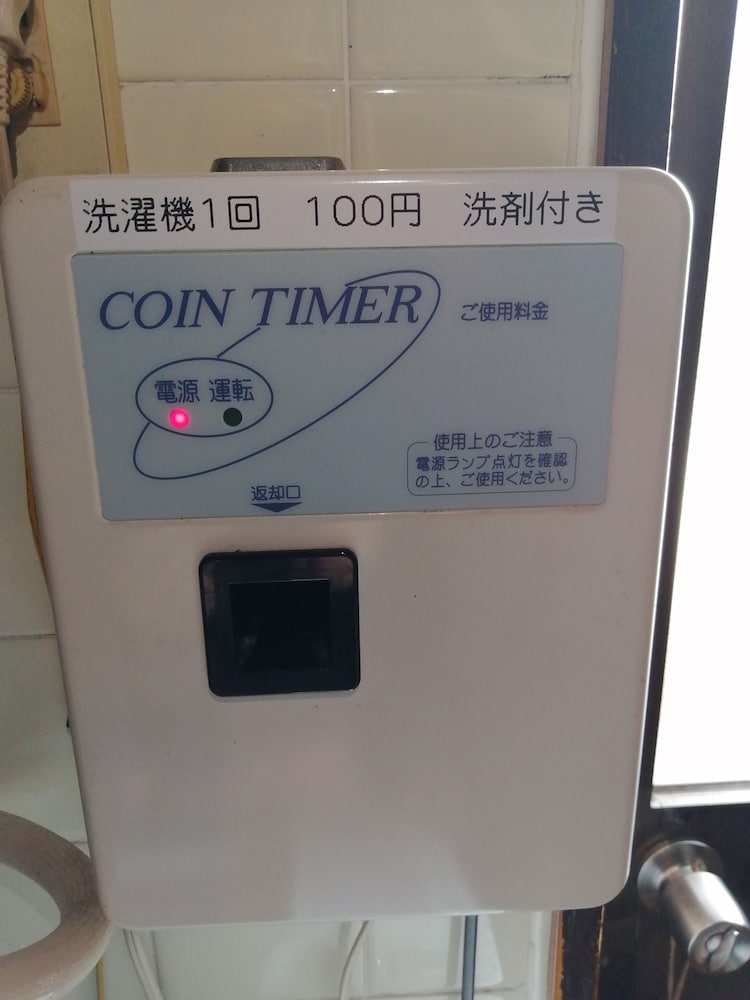 洗濯機1回 100円 洗剤付き
COIN TIMER
ご使用料金
電源 運転
使用上のご注意
電源ランプ点灯を確認
の上、ご使用ください。
返却口